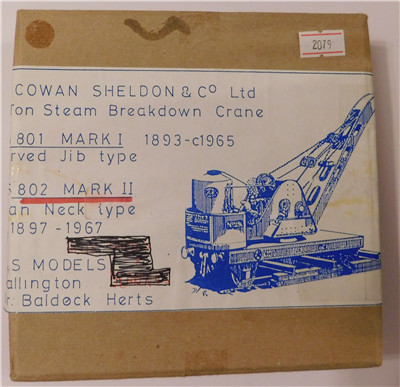 2079
COWAN SHELDON & Co Ltd
Ton Steam Breakdown Crane
801 MARK I 1893-c1965
rved Jib type
802 MARK II
an Neck type
1897-1967
S MODELS
allington
r. Baldock Herts